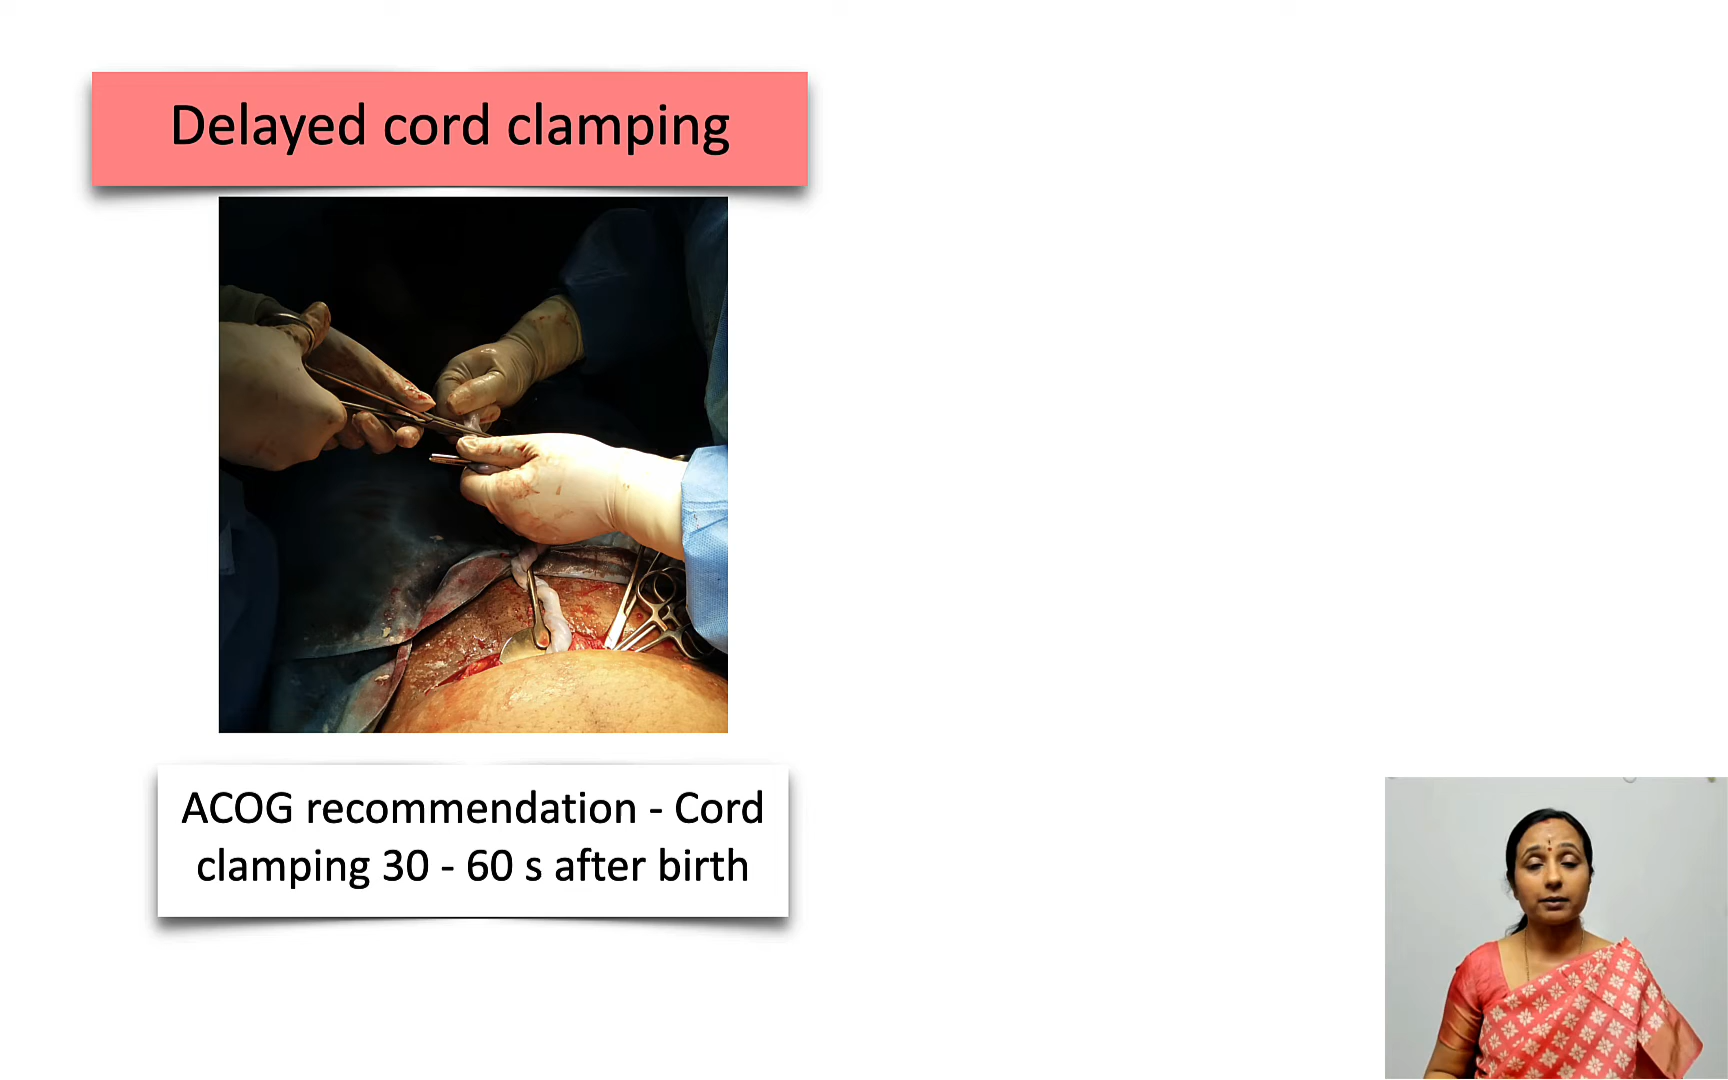 Delayed cord clamping
ACOG recommendation - Cord
clamping 30 - 60 s after birth